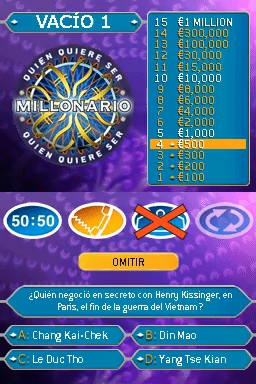 VACÍO 1
QUIÉN QUIERE SER
MILLONARIO
QUIÉN QUIERE SER
15 €1 MILLION
14 €300,000
13 €100,000
12 €30,000
11 €15,000
10 €10,000
9 €8,000
8 €6,000
7 €4,000
6 €2,000
5 €1,000
4 • €500
3 • €300
2 • €200
1 • €100
50:50
OMITIR
¿Quién negoció en secreto con Henry Kissinger, en
París, el fin de la guerra del Vietnam?
A: Chang Kai-Chek
B: Din Mao
C: Le Duc Tho
D: Yang Tse Kian